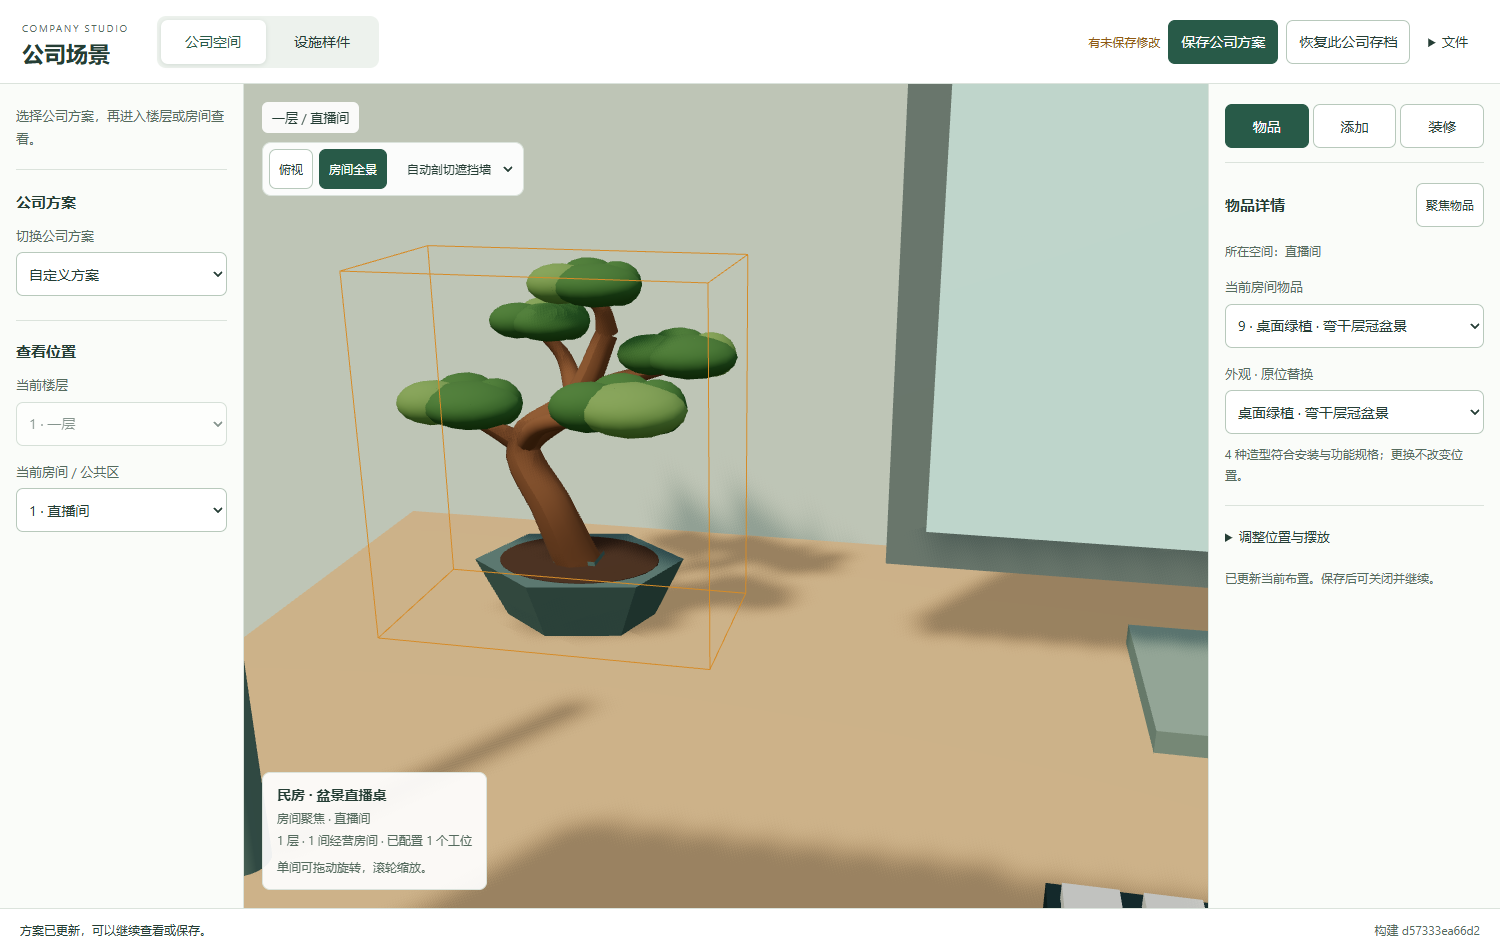 COMPANY STUDIO
公司场景
公司空间
设施样件
有未保存修改
保存公司方案
恢复此公司存档
文件
选择公司方案，再进入楼层或房间查看。
公司方案
切换公司方案
自定义方案
查看位置
当前楼层
1 · 一层
当前房间 / 公共区
1 · 直播间
一层 / 直播间
俯视
房间全景
自动剖切遮挡墙
民房 · 盆景直播桌
房间聚焦 · 直播间
1 层 · 1 间经营房间 · 已配置 1 个工位
单间可拖动旋转，滚轮缩放。
物品
添加
装修
物品详情
聚焦物品
所在空间：直播间
当前房间物品
9 · 桌面绿植 · 弯干层冠盆景
外观 · 原位替换
桌面绿植 · 弯干层冠盆景
4 种造型符合安装与功能规格；更换不改变位置。
调整位置与摆放
已更新当前布置。保存后可关闭并继续。
方案已更新，可以继续查看或保存。
构建 d57333ea66d2